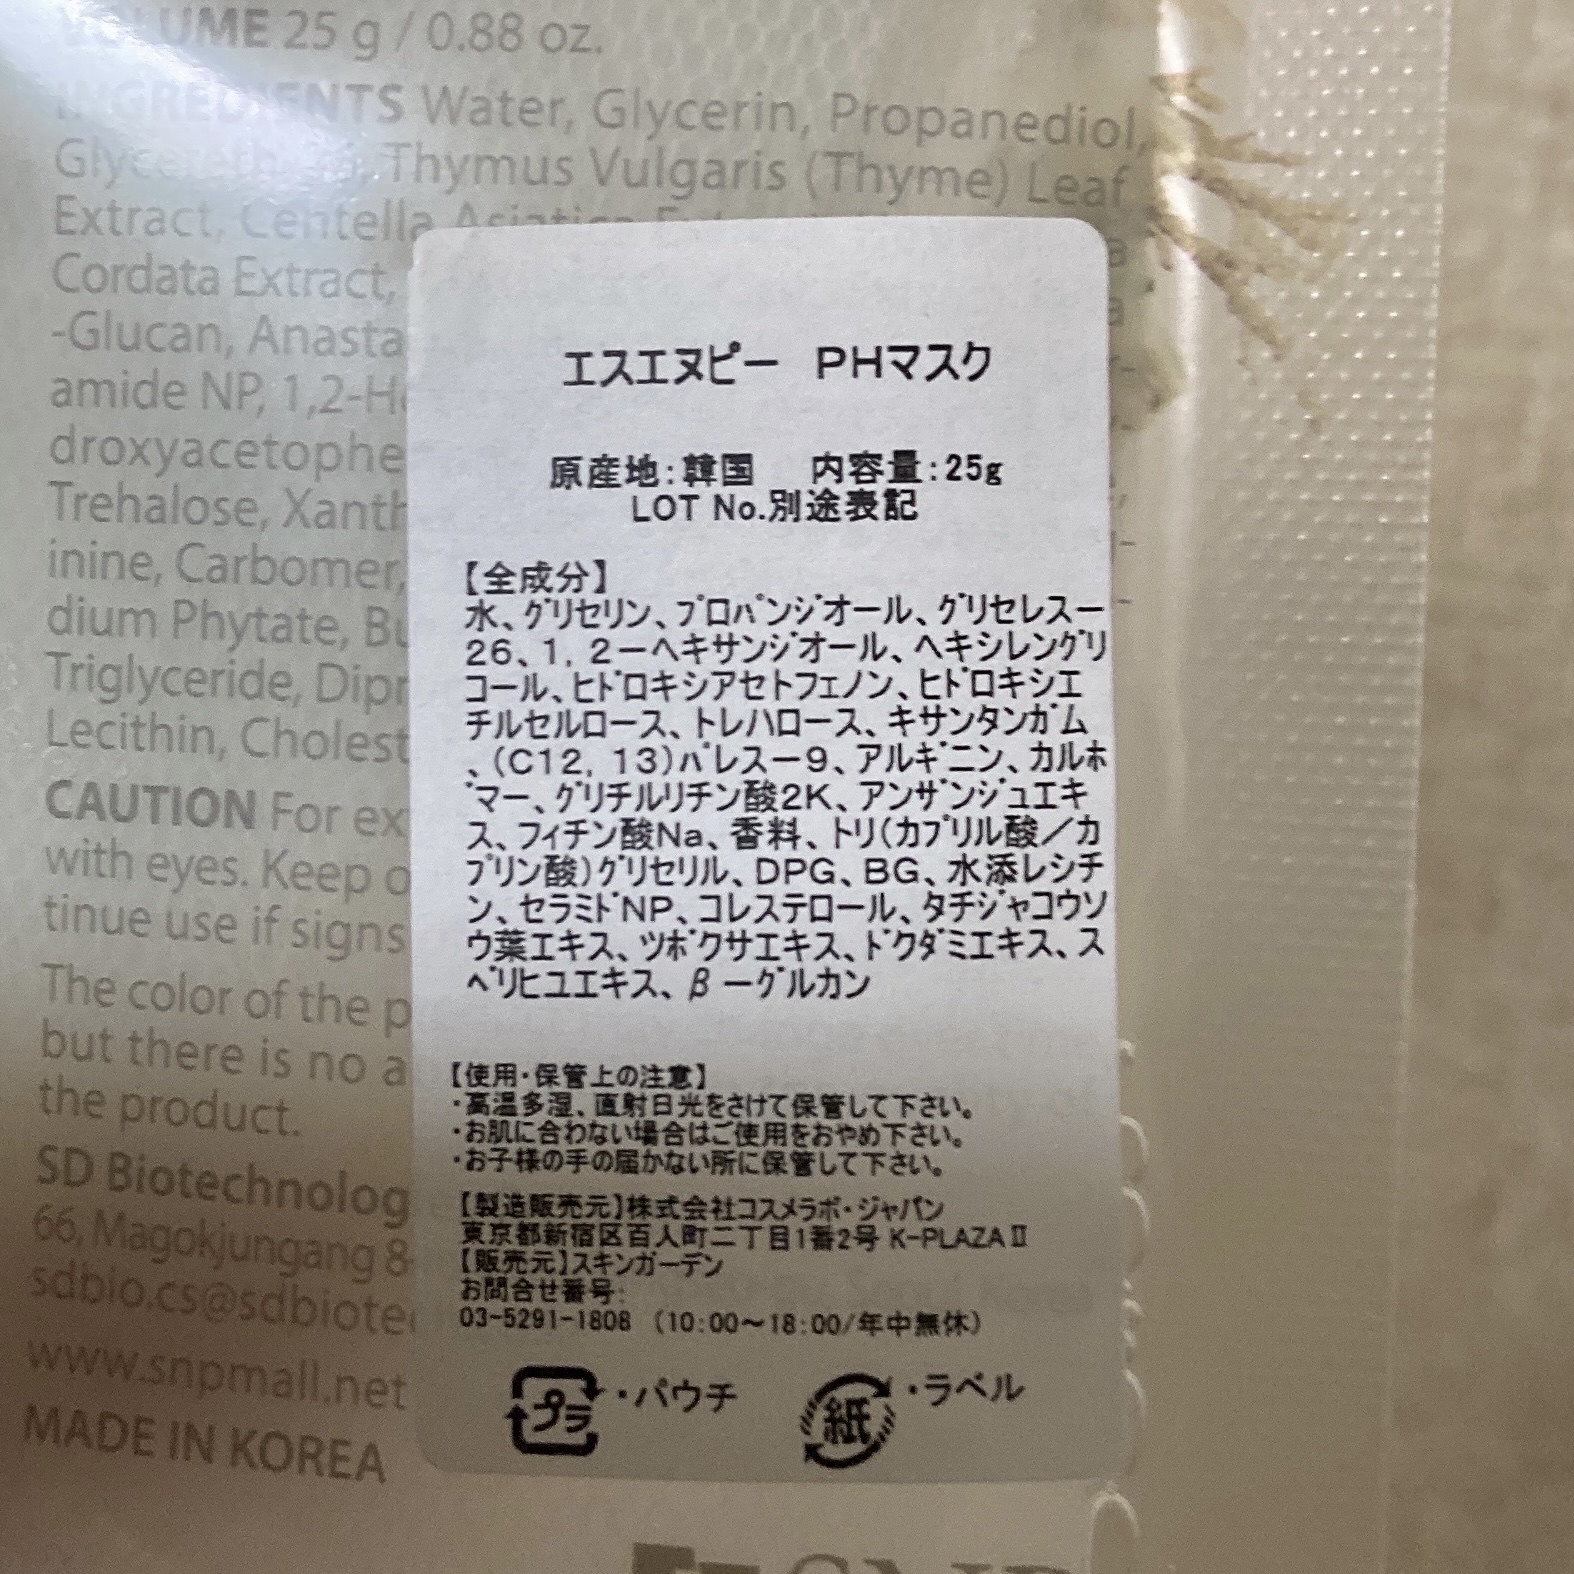 VOLUME 25 g / 0.88 oz.
INGREDIENTS Water, Glycerin, Propanediol,
Thymus Vulgaris (Thyme) Leaf
Extract, Centella Asiatica
Cordata Extract,
-Glucan, Anasta
amide NP, 1,2-He
droxyacetophe
Trehalose, Xanth
inine, Carbomer,
dium Phytate, Bu
Triglyceride, Dipr
Lecithin, Cholest
CAUTION For ex
with eyes. Keep o
tinue use if signs
The color of the p
but there is no a
the product.
SD Biotechnolog
66, Magokjungang 8-
sdbio.cs@sdbiote
www.snpmall.net
MADE IN KOREA
エスエヌピー PHマスク
原産地:韓国 内容量:25g
LOT No.別途表記
【全成分】
水、グリセリン、プロパンジオール、グリセレスー
26、1, 2ーヘキサンジオール、ヘキシレングリ
コール、ヒドロキシアセトフェノン、ヒドロキシエ
チルセルロース、トレハロース、キサンタンガム
、(C12, 13)パレスー9、アルギニン、カルホ
゛マー、グリチルリチン酸2K、アンザンジュエキ
ス、フィチン酸Na、香料、トリ(カプリル酸/カ
プリン酸)グリセリル、DPG、BG、水添レシチ
ン、セラミドNP、コレステロール、タチジャコウソ
ウ葉エキス、ツボクサエキス、ドクダミエキス、ス
ベリヒユエキス、βーグルカン
【使用・保管上の注意】
・高温多湿、直射日光をさけて保管して下さい。
・お肌に合わない場合はご使用をおやめ下さい。
・お子様の手の届かない所に保管して下さい。
【製造販売元】株式会社コスメラボ・ジャパン
東京都新宿区百人町二丁目1番2号 K-PLAZAⅡ
【販売元】スキンガーデン
お問合せ番号:
03-5291-1808 (10:00～18:00/年中無休)
プラ ・パウチ 紙 ・ラベル